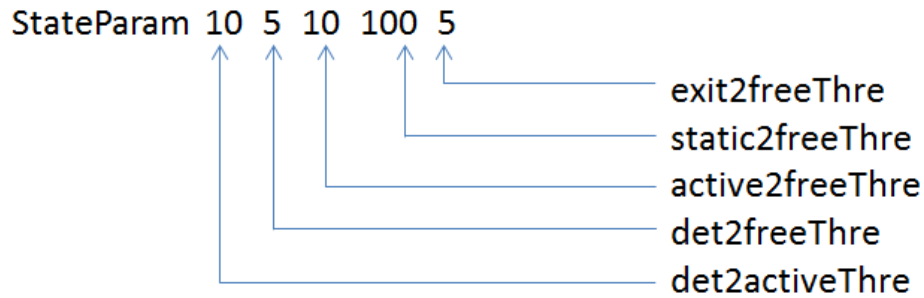 StateParam 10 5 10 100 5
exit2freeThre
static2freeThre
active2freeThre
det2freeThre
det2activeThre